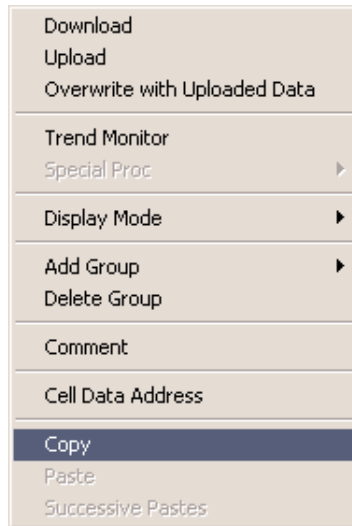 Download
Upload
Overwrite with Uploaded Data
Trend Monitor
Special Proc
Display Mode
Add Group
Delete Group
Comment
Cell Data Address
Copy
Paste
Successive Pastes